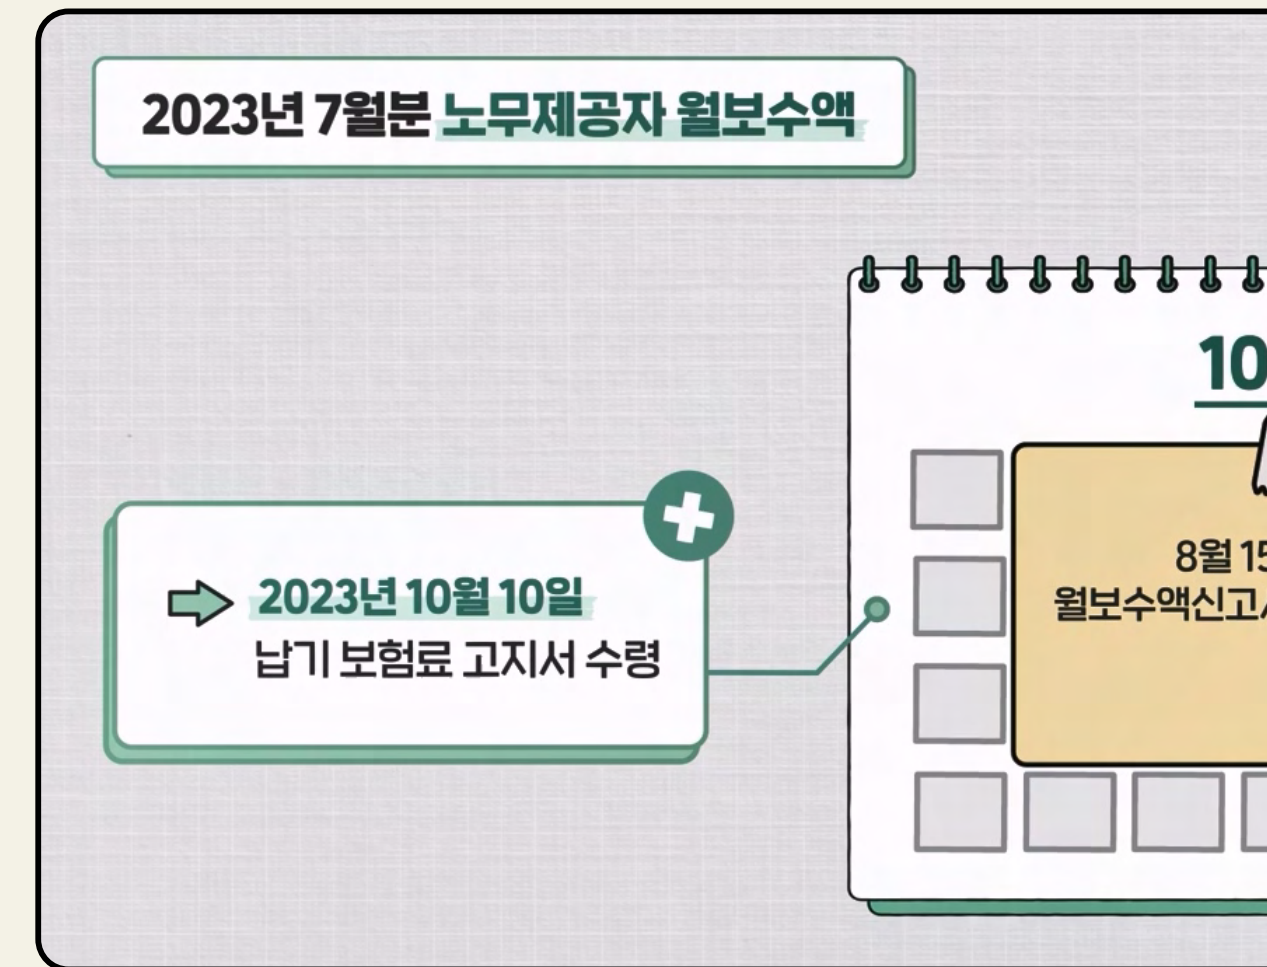 2023년 7월분 노무제공자 월보수액
10
8월 15
월보수액신고
2023년 10월 10일
납기 보험료 고지서 수령